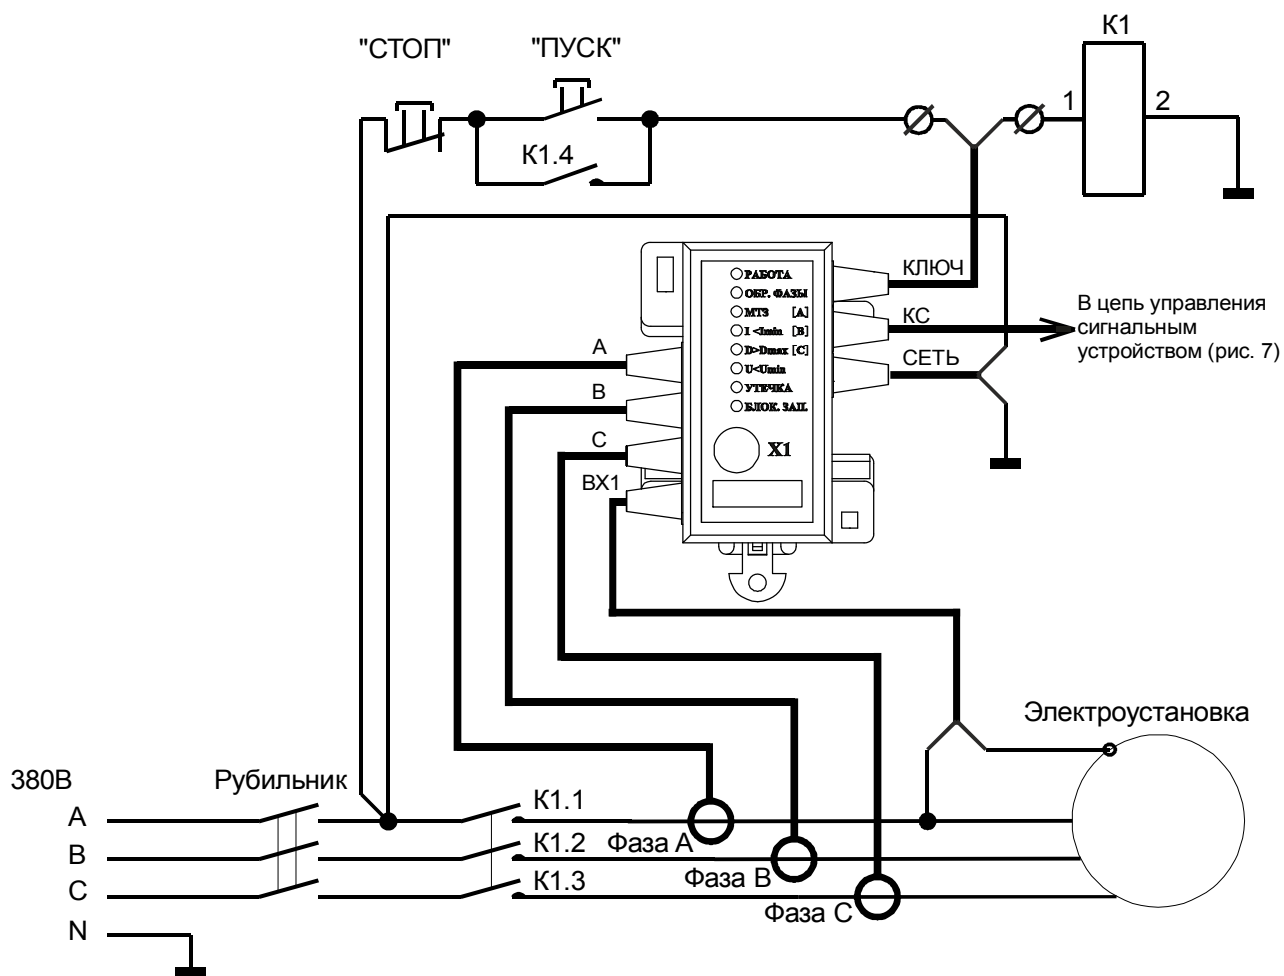 К1
"СТОП"
"ПУСК"
1
2
К1.4
КЛЮЧ
РАБОТА
ОБР. ФАЗЫ
МТЗ [А]
I <Imin [В]
D>Dmax [С]
U<Umin
УТЕЧКА
БЛОК. ЗАЩ.
Х1
КС
В цепь управления
сигнальным
устройством (рис. 7)
СЕТЬ
А
В
С
ВХ1
Электроустановка
380В
Рубильник
А
К1.1
Фаза А
В
К1.2
Фаза В
С
К1.3
Фаза С
N